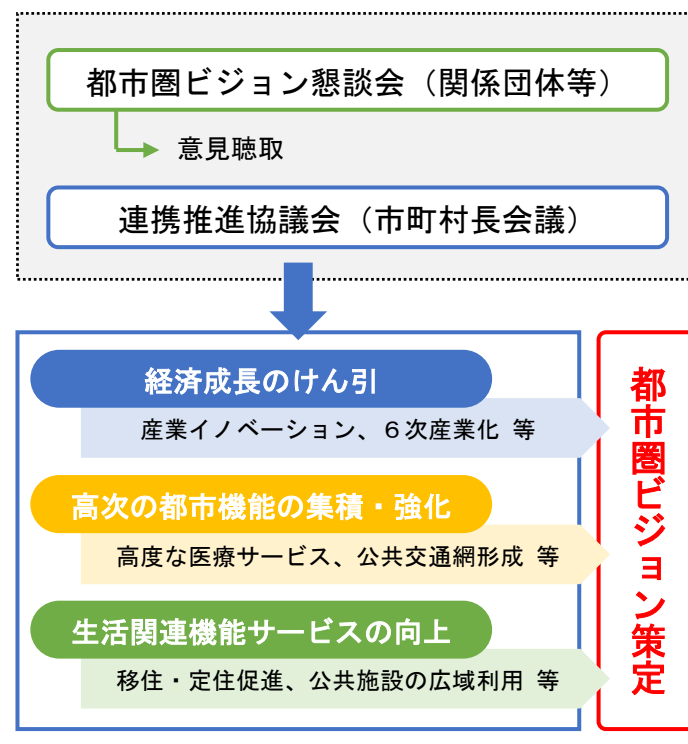 都市圏ビジョン懇談会（関係団体等）
意見聴取
連携推進協議会（市町村長会議）
経済成長のけん引
産業イノベーション、６次産業化 等
高次の都市機能の集積・強化
高度な医療サービス、公共交通網形成 等
生活関連機能サービスの向上
移住・定住促進、公共施設の広域利用 等
都市圏ビジョン策定